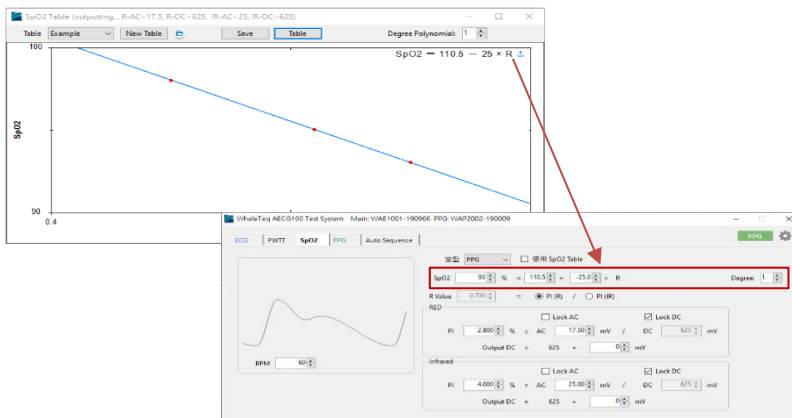 SpO2 Table (outputting... R-AC=17.5, R-DC=625, IR-AC=25, IR-DC=625)
Table Example New Table Save Table Degree Polynomial: 1
100
SpO2 = 110.5 - 25 × R
SpO2
90
0.4
WhaleTeq AECG100 Test System Main: WAE1001-190966 PPG: WAP2002-190009
ECG PWTT SpO2 PPG Auto Sequence PPG
PPG 使用 SpO2 Table
SpO2 93 % = 110.5 + -25.0 × R Degree 1
R Value 0.700 = PI (R) / PI (IR)
RED
Lock AC Lock DC
PI 2.800 % = AC 17.50 mV / DC 625 mV
Output DC = 625 + 0 mV
BPM 60
Infrared
Lock AC Lock DC
PI 4.000 % = AC 25.00 mV / DC 625 mV
Output DC = 625 + 0 mV